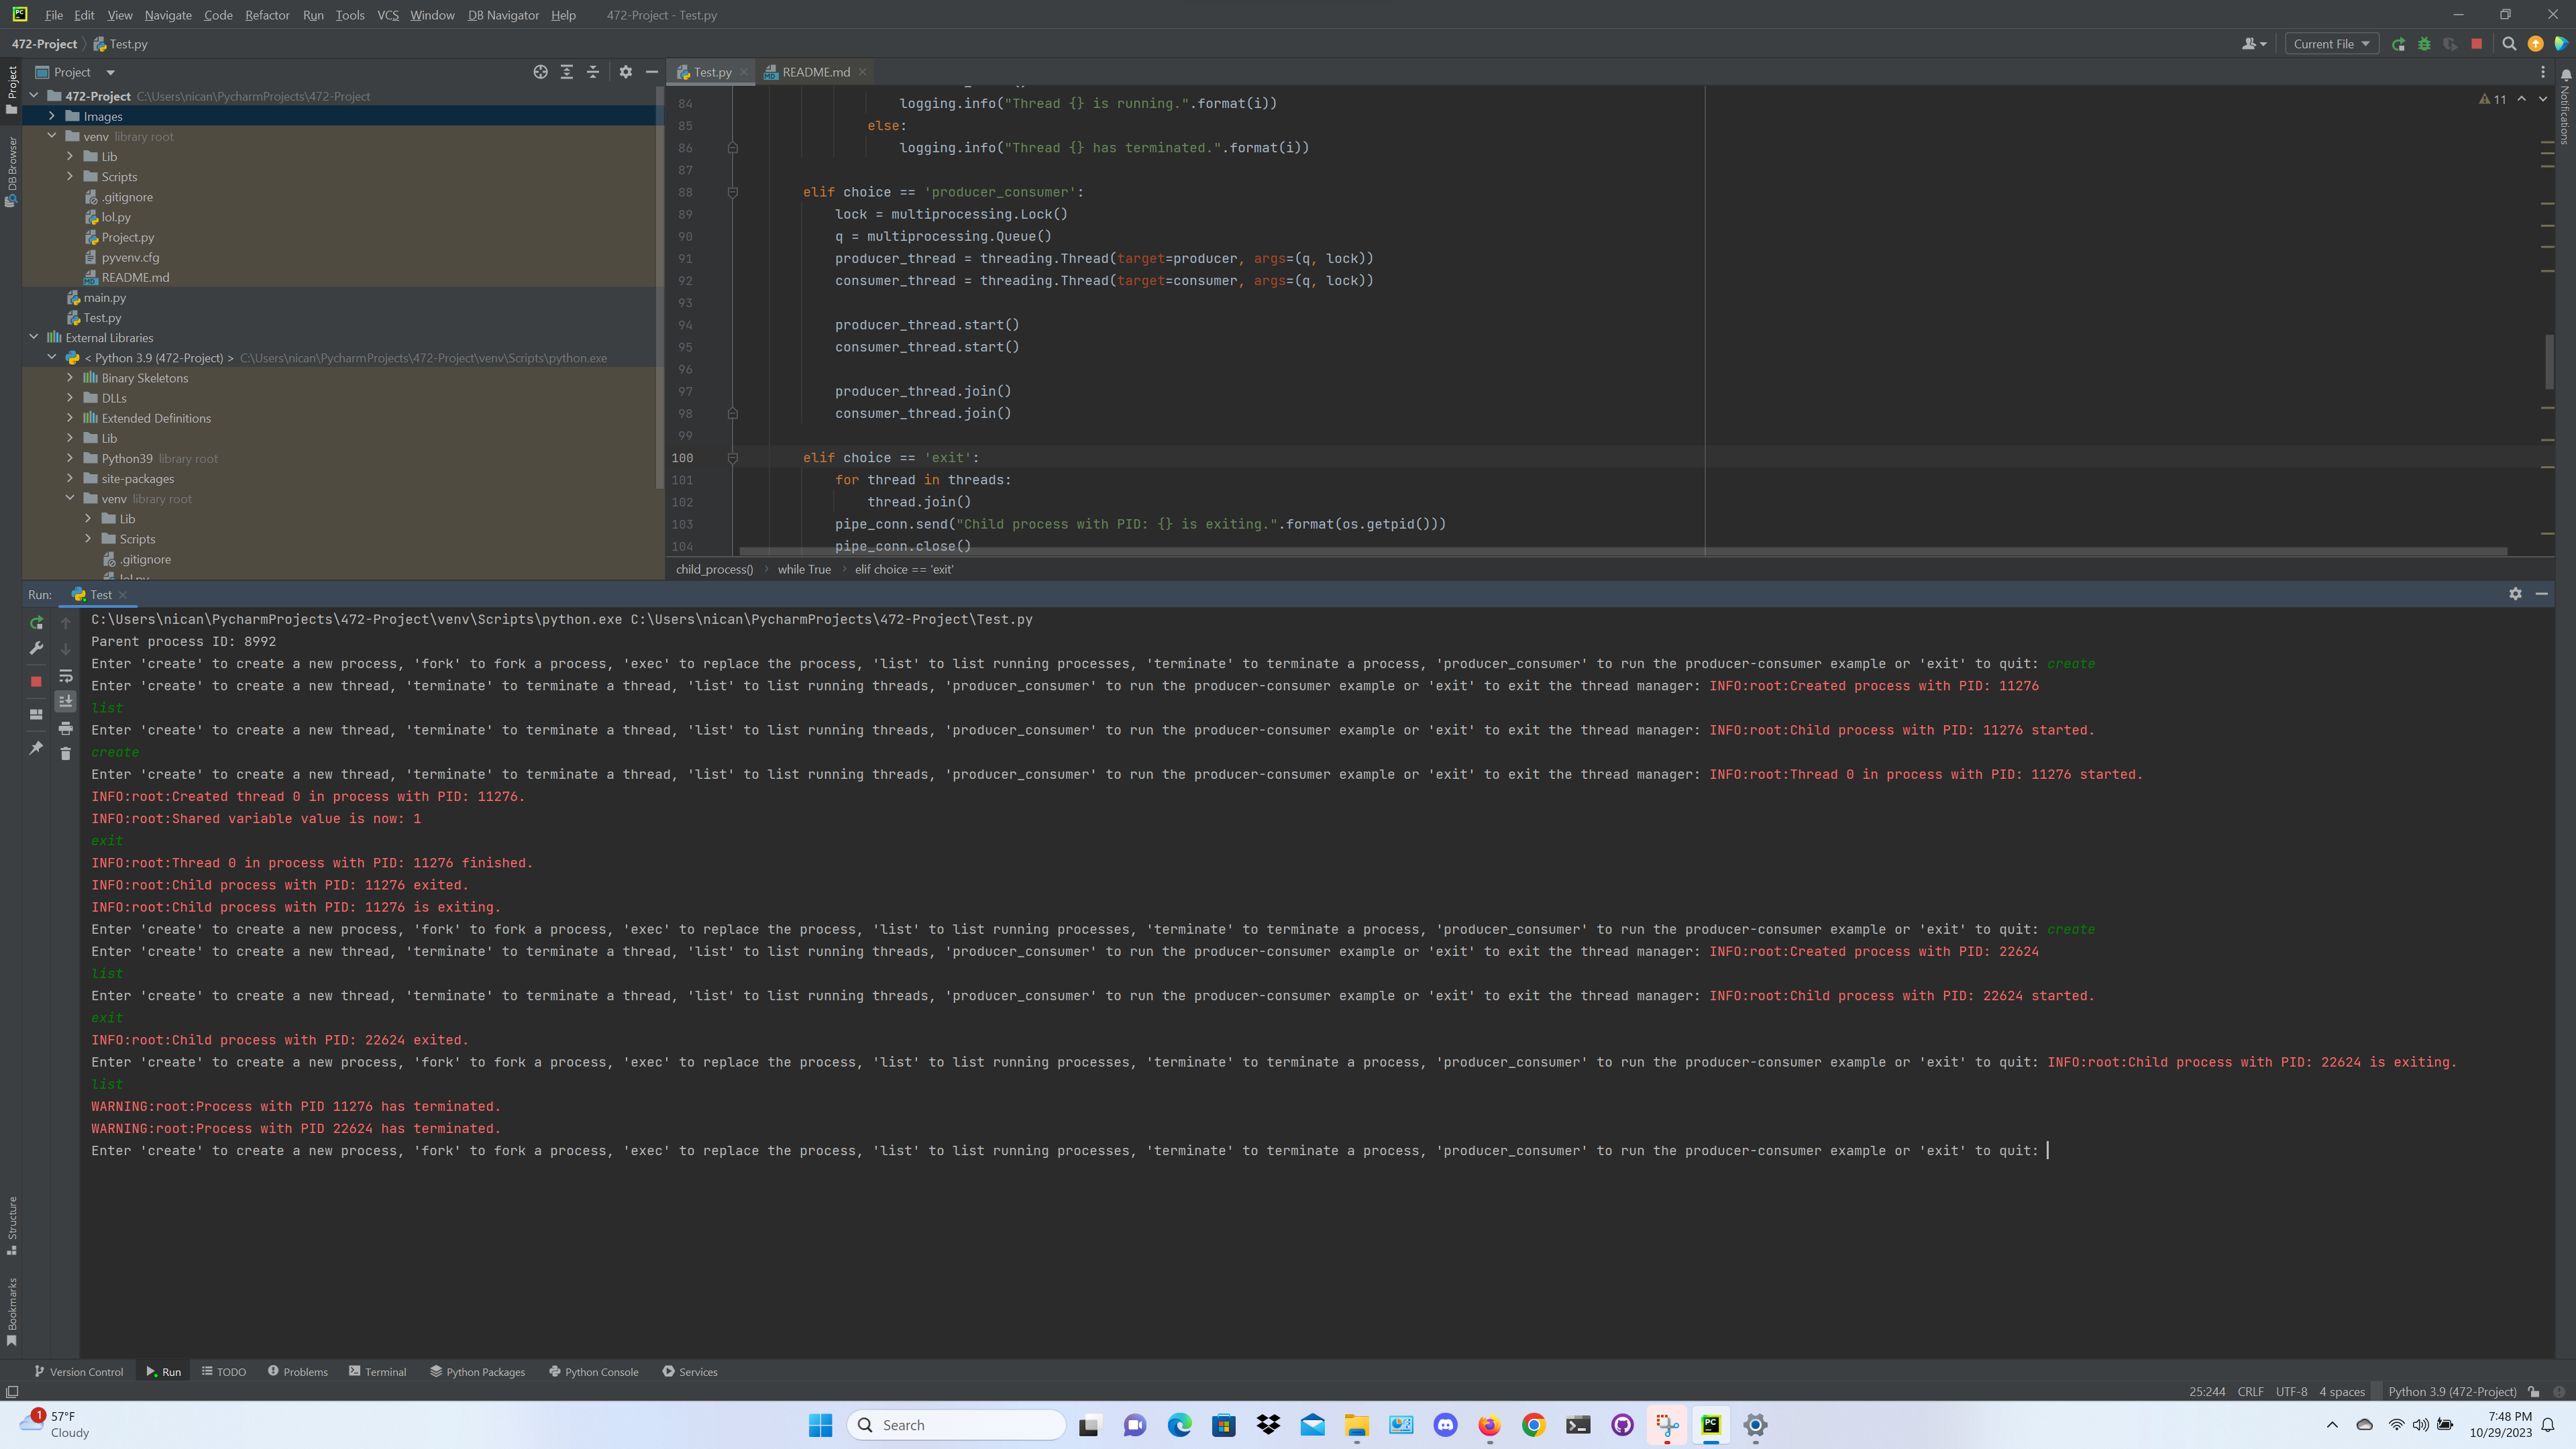 File Edit View Navigate Code Refactor Run Tools VCS Window DB Navigator Help 472-Project - Test.py
472-Project Test.py
Current File
Project
Test.py
README.md
472-Project C:\Users\nican\PycharmProjects\472-Project
Images
venv library root
Lib
Scripts
.gitignore
lol.py
Project.py
pyvenv.cfg
README.md
main.py
Test.py
External Libraries
< Python 3.9 (472-Project) > C:\Users\nican\PycharmProjects\472-Project\venv\Scripts\python.exe
Binary Skeletons
DLLs
Extended Definitions
Lib
Python39 library root
site-packages
venv library root
Lib
Scripts
.gitignore
lol.py
Project
DB Browser
Structure
Bookmarks
Notifications
11
84 logging.info("Thread {} is running.".format(i))
85 else:
86 logging.info("Thread {} has terminated.".format(i))
87
88 elif choice == 'producer_consumer':
89 lock = multiprocessing.Lock()
90 q = multiprocessing.Queue()
91 producer_thread = threading.Thread(target=producer, args=(q, lock))
92 consumer_thread = threading.Thread(target=consumer, args=(q, lock))
93
94 producer_thread.start()
95 consumer_thread.start()
96
97 producer_thread.join()
98 consumer_thread.join()
99
100 elif choice == 'exit':
101 for thread in threads:
102 thread.join()
103 pipe_conn.send("Child process with PID: {} is exiting.".format(os.getpid()))
104 pipe_conn.close()
child_process() while True elif choice == 'exit'
Run: Test
C:\Users\nican\PycharmProjects\472-Project\venv\Scripts\python.exe C:\Users\nican\PycharmProjects\472-Project\Test.py
Parent process ID: 8992
Enter 'create' to create a new process, 'fork' to fork a process, 'exec' to replace the process, 'list' to list running processes, 'terminate' to terminate a process, 'producer_consumer' to run the producer-consumer example or 'exit' to quit: create
Enter 'create' to create a new thread, 'terminate' to terminate a thread, 'list' to list running threads, 'producer_consumer' to run the producer-consumer example or 'exit' to exit the thread manager: INFO:root:Created process with PID: 11276
list
Enter 'create' to create a new thread, 'terminate' to terminate a thread, 'list' to list running threads, 'producer_consumer' to run the producer-consumer example or 'exit' to exit the thread manager: INFO:root:Child process with PID: 11276 started.
create
Enter 'create' to create a new thread, 'terminate' to terminate a thread, 'list' to list running threads, 'producer_consumer' to run the producer-consumer example or 'exit' to exit the thread manager: INFO:root:Thread 0 in process with PID: 11276 started.
INFO:root:Created thread 0 in process with PID: 11276.
INFO:root:Shared variable value is now: 1
exit
INFO:root:Thread 0 in process with PID: 11276 finished.
INFO:root:Child process with PID: 11276 exited.
INFO:root:Child process with PID: 11276 is exiting.
Enter 'create' to create a new process, 'fork' to fork a process, 'exec' to replace the process, 'list' to list running processes, 'terminate' to terminate a process, 'producer_consumer' to run the producer-consumer example or 'exit' to quit: create
Enter 'create' to create a new thread, 'terminate' to terminate a thread, 'list' to list running threads, 'producer_consumer' to run the producer-consumer example or 'exit' to exit the thread manager: INFO:root:Created process with PID: 22624
list
Enter 'create' to create a new thread, 'terminate' to terminate a thread, 'list' to list running threads, 'producer_consumer' to run the producer-consumer example or 'exit' to exit the thread manager: INFO:root:Child process with PID: 22624 started.
exit
INFO:root:Child process with PID: 22624 exited.
Enter 'create' to create a new process, 'fork' to fork a process, 'exec' to replace the process, 'list' to list running processes, 'terminate' to terminate a process, 'producer_consumer' to run the producer-consumer example or 'exit' to quit: INFO:root:Child process with PID: 22624 is exiting.
list
WARNING:root:Process with PID 11276 has terminated.
WARNING:root:Process with PID 22624 has terminated.
Enter 'create' to create a new process, 'fork' to fork a process, 'exec' to replace the process, 'list' to list running processes, 'terminate' to terminate a process, 'producer_consumer' to run the producer-consumer example or 'exit' to quit:
Version Control Run TODO Problems Terminal Python Packages Python Console Services
25:244 CRLF UTF-8 4 spaces Python 3.9 (472-Project)
1 57°F
Cloudy
Search
7:48 PM
10/29/2023